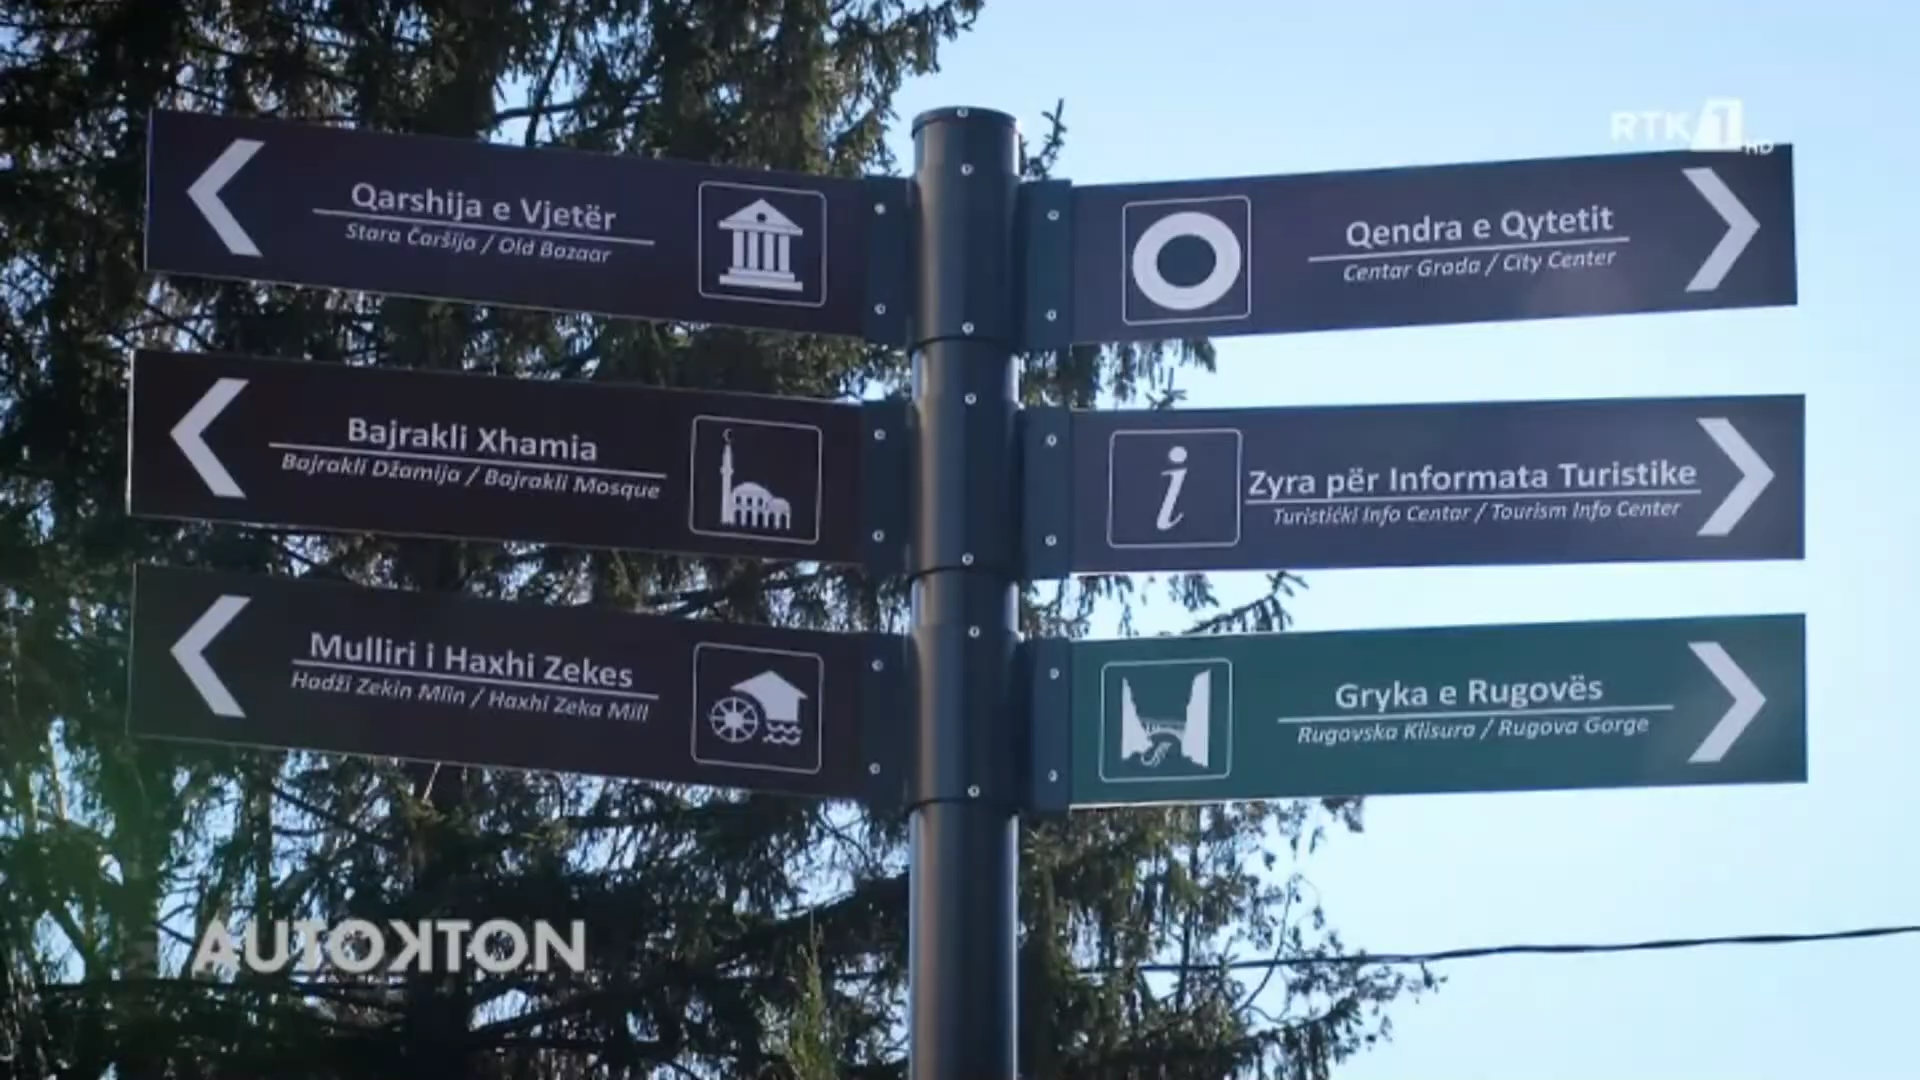 Qarshija e Vjetër
Stara Čaršija / Old Bazaar
Bajrakli Xhamia
Bajrakli Džamija / Bajrakli Mosque
Mulliri i Haxhi Zekes
Hadži Zekin Mlin / Haxhi Zeka Mill
RTK 1 HD
Qendra e Qytetit
Centar Grada / City Center
i
Zyra për Informata Turistike
Turistićki Info Centar / Tourism Info Center
Gryka e Rugovës
Rugovska Klisura / Rugova Gorge
AUTOKTON